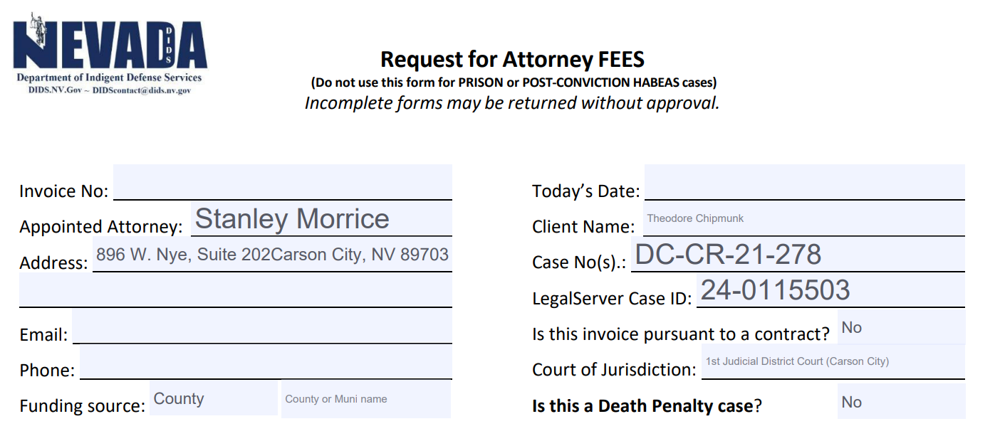 NEVADA
DIDS
Department of Indigent Defense Services
DIDS.NV.Gov ~ DIDScontact@dids.nv.gov
Request for Attorney FEES
(Do not use this form for PRISON or POST-CONVICTION HABEAS cases)
Incomplete forms may be returned without approval.
Invoice No:
Appointed Attorney: Stanley Morrice
Address: 896 W. Nye, Suite 202Carson City, NV 89703
Email:
Phone:
Funding source: County County or Muni name
Today's Date:
Client Name: Theodore Chipmunk
Case No(s).: DC-CR-21-278
LegalServer Case ID: 24-0115503
Is this invoice pursuant to a contract? No
Court of Jurisdiction: 1st Judicial District Court (Carson City)
Is this a Death Penalty case? No